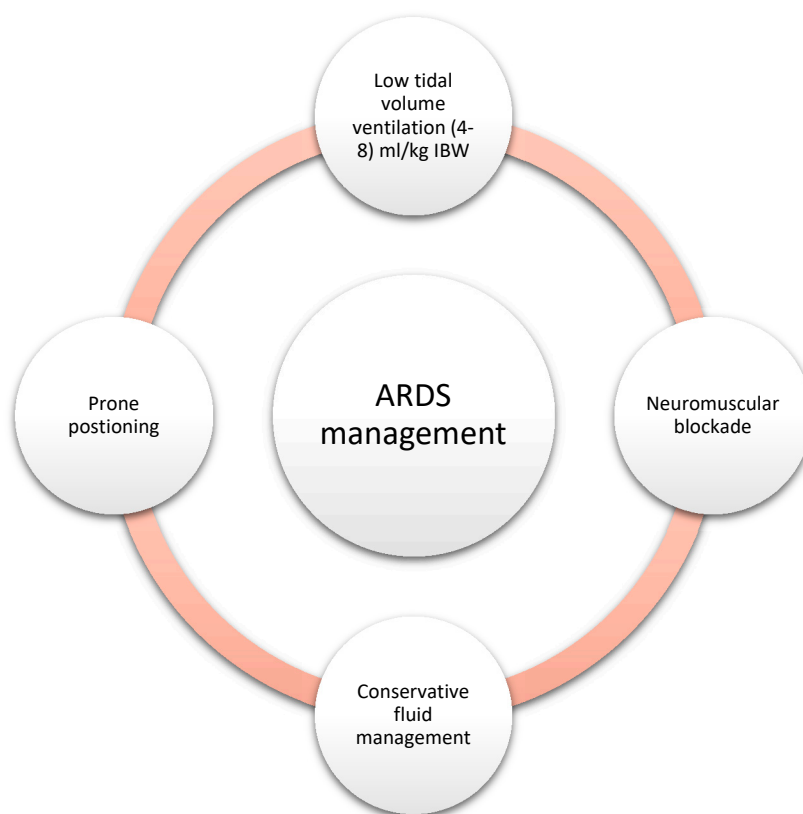 Low tidal
volume
ventilation (4-
8) ml/kg IBW
Prone
postioning
ARDS
management
Neuromuscular
blockade
Conservative
fluid
management